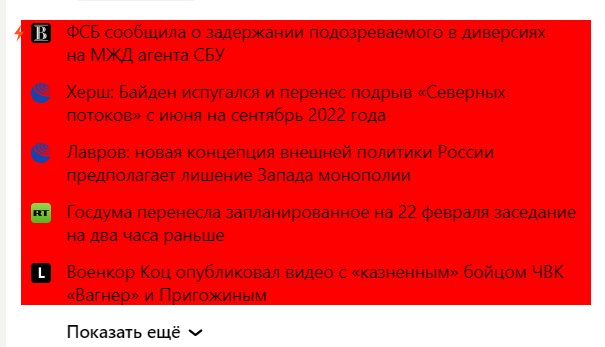 ФСБ сообщила о задержании подозреваемого в диверсиях
на МЖД агента СБУ
Херш: Байден испугался и перенес подрыв «Северных
потоков» с июня на сентябрь 2022 года
Лавров: новая концепция внешней политики России
предполагает лишение Запада монополии
RT
Госдума перенесла запланированное на 22 февраля заседание
на два часа раньше
L
Военкор Коц опубликовал видео с «казненным» бойцом ЧВК
«Вагнер» и Пригожиным
Показать ещё